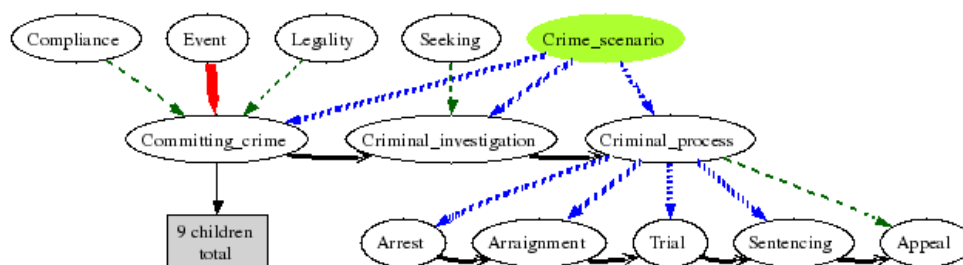 Compliance
Event
Legality
Seeking
Crime_scenario
Committing_crime
Criminal_investigation
Criminal_process
9 children
total
Arrest
Arraignment
Trial
Sentencing
Appeal